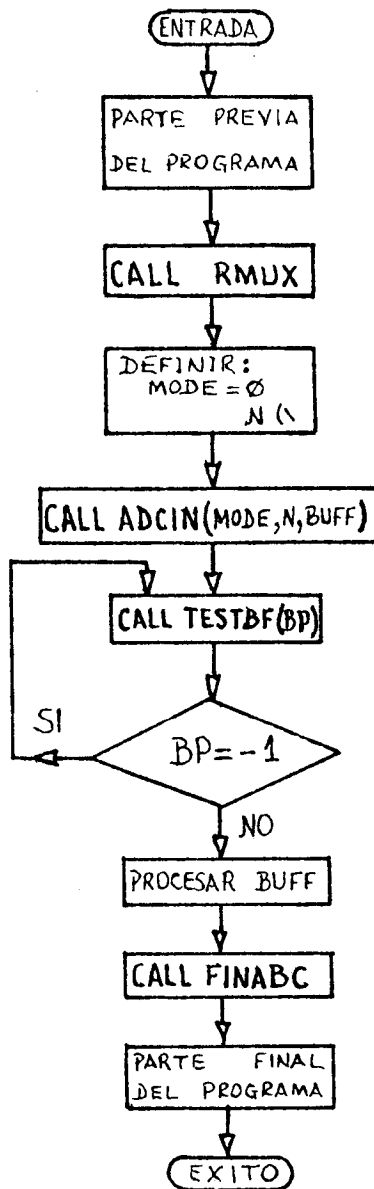 ENTRADA
PARTE PREVIA
DEL PROGRAMA
CALL RMUX
DEFINIR:
MODE = Ø
N
CALL ADCIN(MODE,N,BUFF)
CALL TESTBF(BP)
SI
BP=-1
NO
PROCESAR BUFF
CALL FINABC
PARTE FINAL
DEL PROGRAMA
EXITO